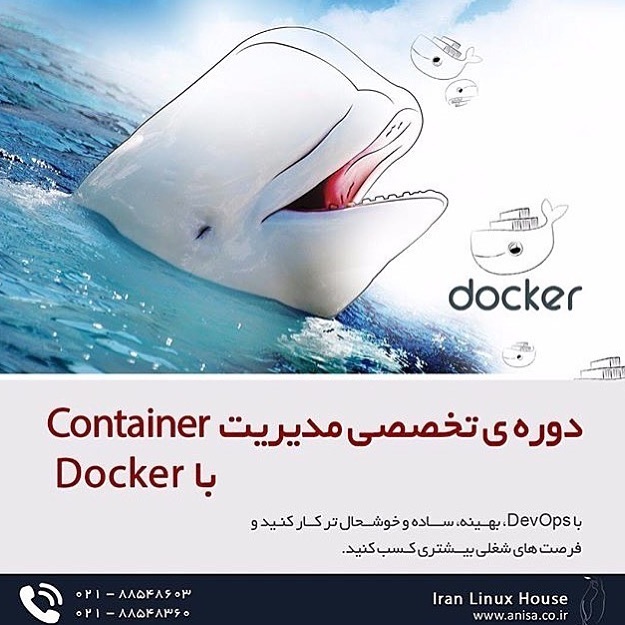 docker
دوره ی تخصصی مدیریت Container
با Docker
با DevOps، بهینه، ساده و خوشحال تر کار کنید و
فرصت های شغلی بیشتری کسب کنید.
۰۲۱ – ۸۸۵۴۸۶۰۳
۰۲۱ – ۸۸۵۴۸۳۶۰
Iran Linux House
www.anisa.co.ir